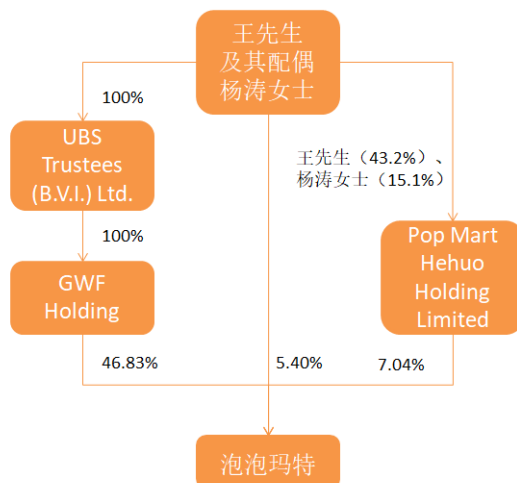 王先生
及其配偶
杨涛女士
100%
UBS
Trustees
(B.V.I.) Ltd.
王先生（43.2%）、
杨涛女士（15.1%）
100%
GWF
Holding
Pop Mart
Hehuo
Holding
Limited
46.83%
5.40%
7.04%
泡泡玛特